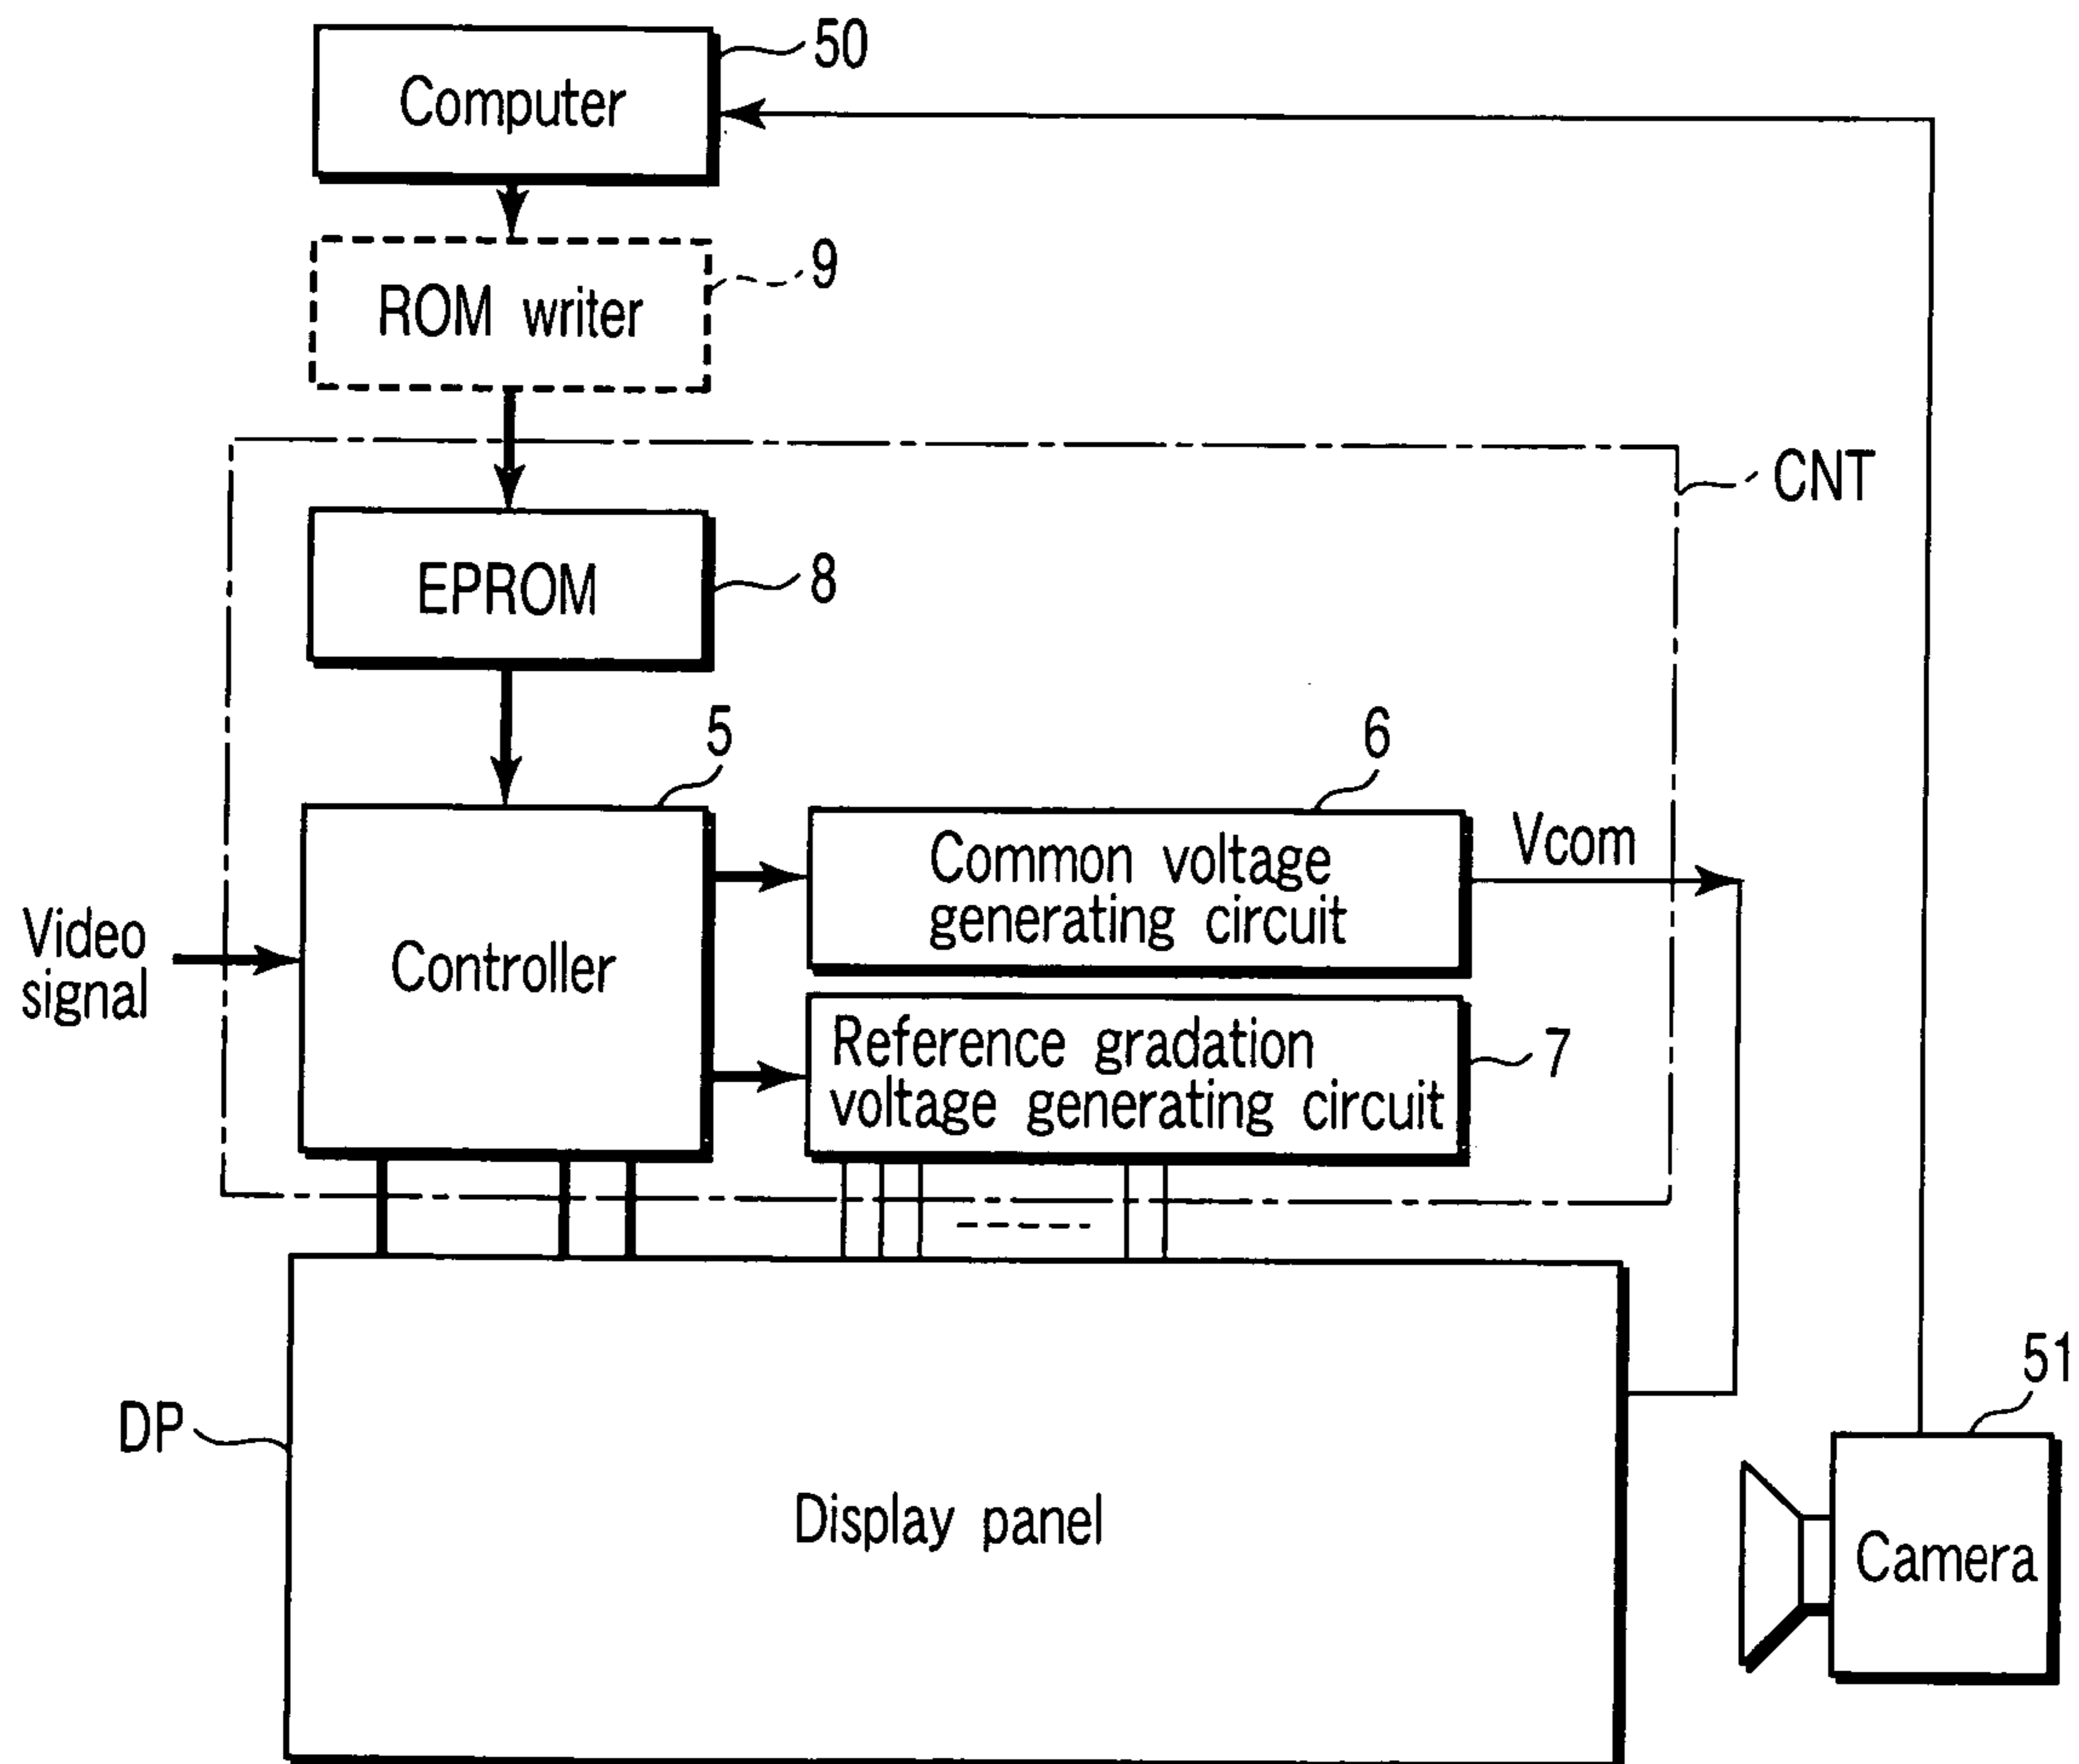 50
Computer
9
ROM writer
CNT
EPROM
8
5
6
Common voltage
generating circuit
Vcom
Video
signal
Controller
Reference gradation
voltage generating circuit
7
51
DP
Display panel
Camera